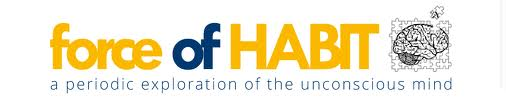 force of HABIT
a periodic exploration of the unconscious mind